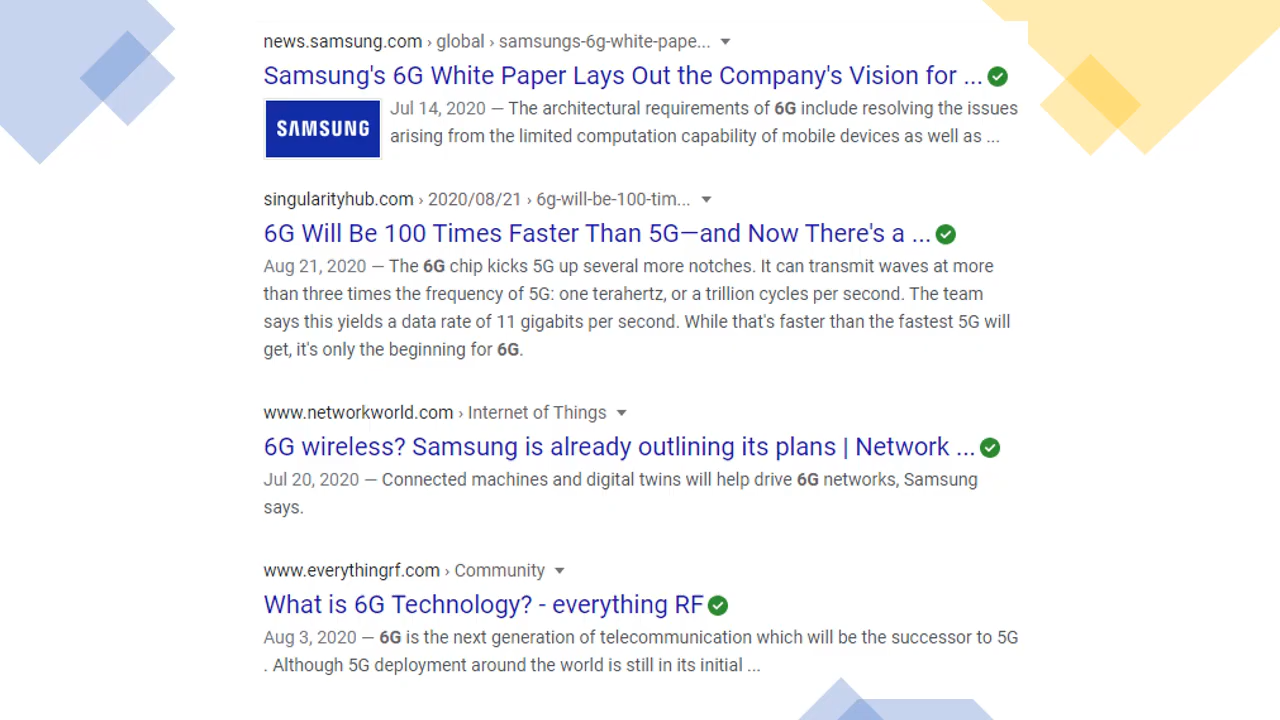 news.samsung.com › global › samsungs-6g-white-pape...
Samsung's 6G White Paper Lays Out the Company's Vision for ...
SAMSUNG
Jul 14, 2020 — The architectural requirements of 6G include resolving the issues
arising from the limited computation capability of mobile devices as well as ...
singularityhub.com › 2020/08/21 › 6g-will-be-100-tim...
6G Will Be 100 Times Faster Than 5G—and Now There's a ...
Aug 21, 2020 — The 6G chip kicks 5G up several more notches. It can transmit waves at more
than three times the frequency of 5G: one terahertz, or a trillion cycles per second. The team
says this yields a data rate of 11 gigabits per second. While that's faster than the fastest 5G will
get, it's only the beginning for 6G.
www.networkworld.com › Internet of Things
6G wireless? Samsung is already outlining its plans | Network ...
Jul 20, 2020 — Connected machines and digital twins will help drive 6G networks, Samsung
says.
www.everythingrf.com › Community
What is 6G Technology? - everything RF
Aug 3, 2020 — 6G is the next generation of telecommunication which will be the successor to 5G
. Although 5G deployment around the world is still in its initial ...